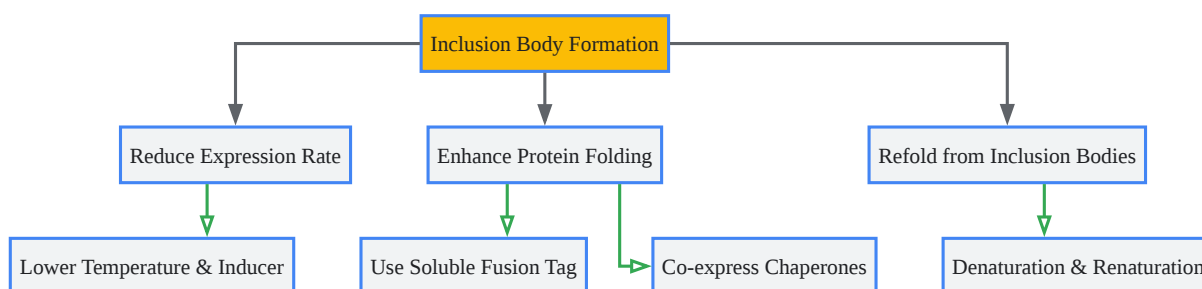 Inclusion Body Formation
Reduce Expression Rate
Enhance Protein Folding
Refold from Inclusion Bodies
Lower Temperature & Inducer
Use Soluble Fusion Tag
Co-express Chaperones
Denaturation & Renaturation